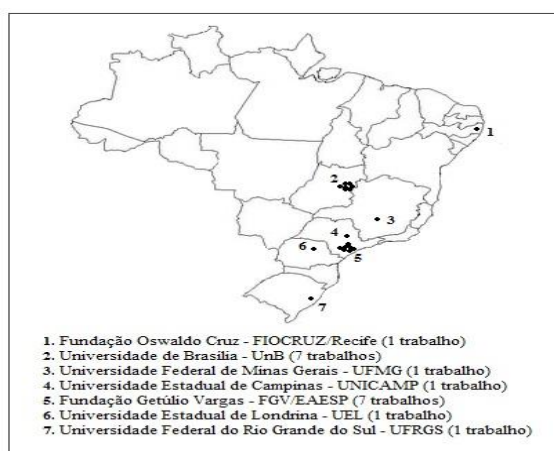 1
2
3
4
5
6
7
1. Fundação Oswaldo Cruz - FIOCRUZ/Recife (1 trabalho)
2. Universidade de Brasília - UnB (7 trabalhos)
3. Universidade Federal de Minas Gerais - UFMG (1 trabalho)
4. Universidade Estadual de Campinas - UNICAMP (1 trabalho)
5. Fundação Getúlio Vargas - FGV/EAESP (7 trabalhos)
6. Universidade Estadual de Londrina - UEL (1 trabalho)
7. Universidade Federal do Rio Grande do Sul - UFRGS (1 trabalho)